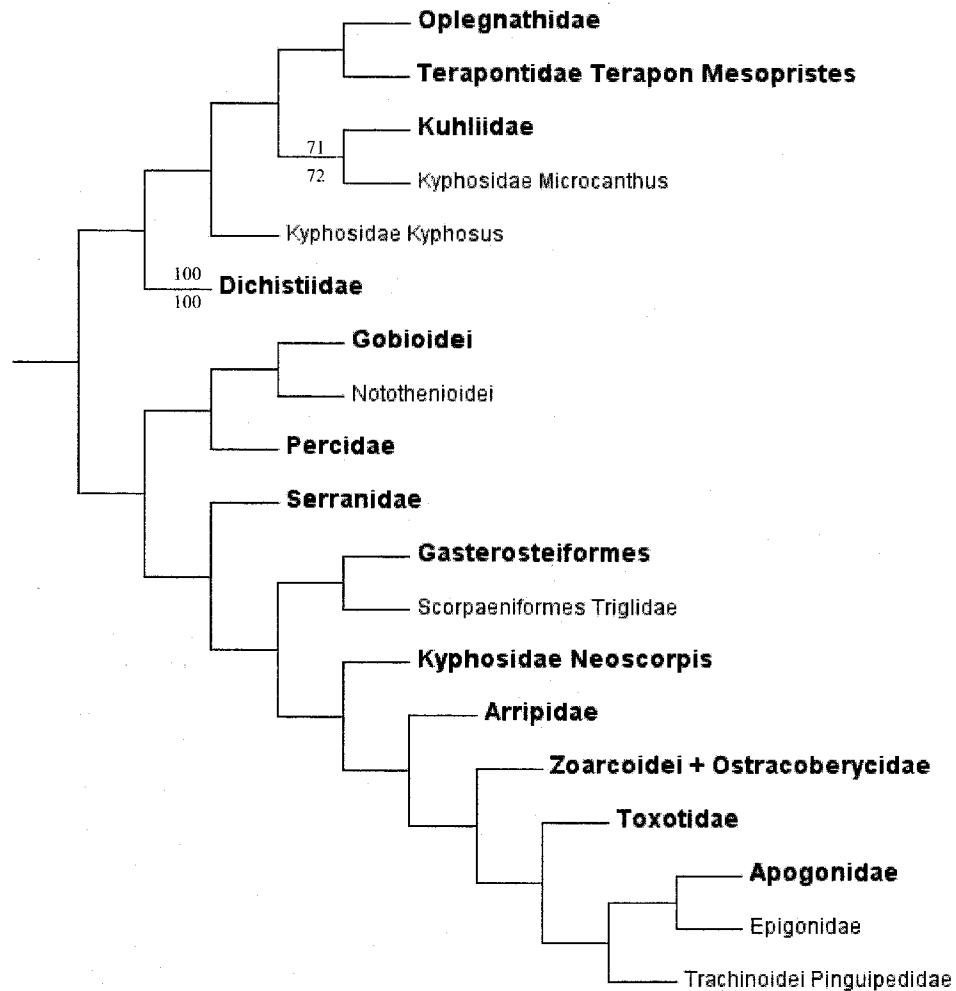 Oplegnathidae
Terapontidae Terapon Mesopristes
Kuhliidae
71
72
Kyphosidae Microcanthus
Kyphosidae Kyphosus
100
Dichistiidae
100
Gobioidei
Notothenioidei
Percidae
Serranidae
Gasterosteiformes
Scorpaeniformes Triglidae
Kyphosidae Neoscorpis
Arripidae
Zoarcoidei + Ostracoberycidae
Toxotidae
Apogonidae
Epigonidae
Trachinoidei Pinguipedidae